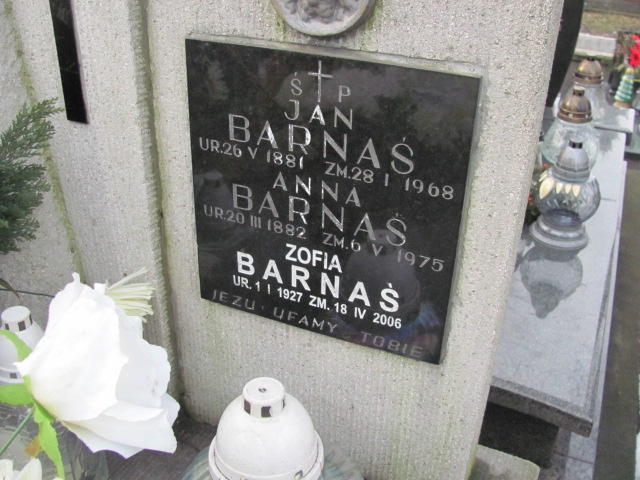 Ś P
JAN
BARNAŚ
UR.26 V 1881 ZM.28 I 1968
ANNA
BARNAŚ
UR.20 III 1882 ZM.6 V 1975
ZOFIA
BARNAŚ
UR. 1 I 1927 ZM. 18 IV 2006
JEZU UFAMY TOBIE